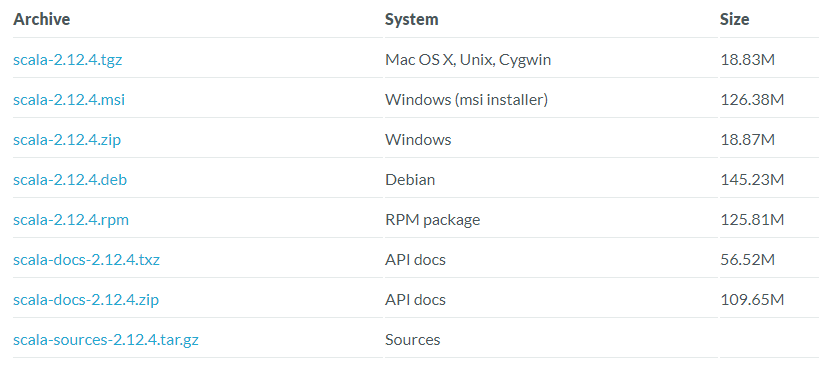 Archive System Size
scala-2.12.4.tgz Mac OS X, Unix, Cygwin 18.83M
scala-2.12.4.msi Windows (msi installer) 126.38M
scala-2.12.4.zip Windows 18.87M
scala-2.12.4.deb Debian 145.23M
scala-2.12.4.rpm RPM package 125.81M
scala-docs-2.12.4.txz API docs 56.52M
scala-docs-2.12.4.zip API docs 109.65M
scala-sources-2.12.4.tar.gz Sources